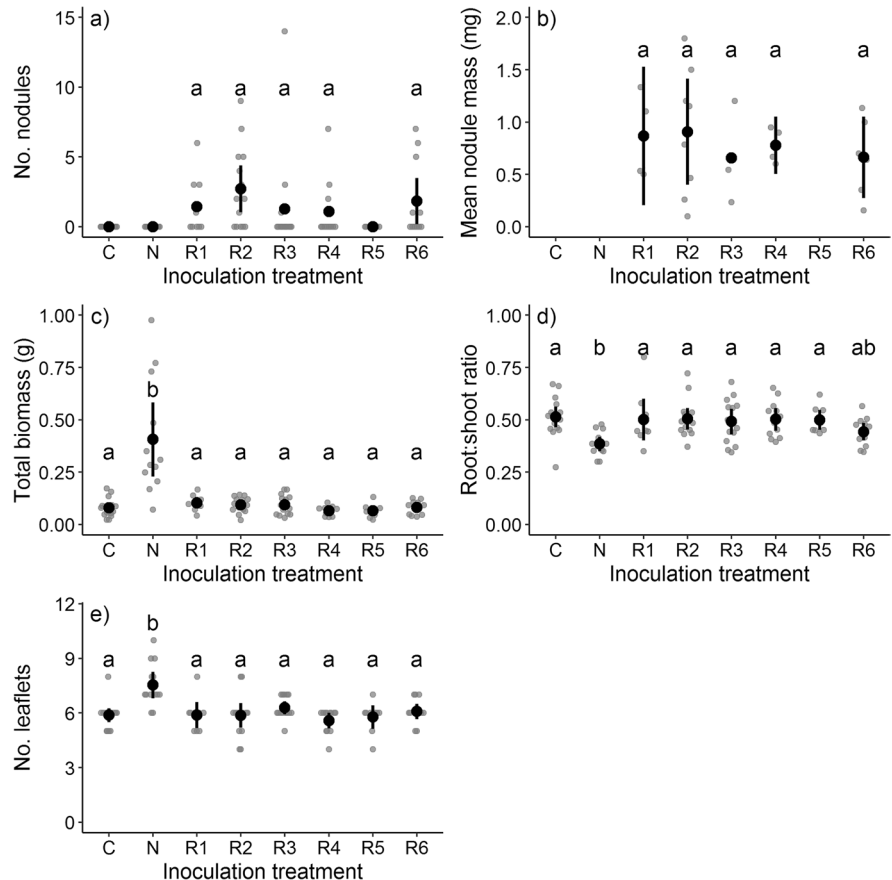 a)
No. nodules
15
10
5
0
a a a a a
C N R1 R2 R3 R4 R5 R6
Inoculation treatment
b)
Mean nodule mass (mg)
2.0
1.5
1.0
0.5
0.0
a a a a a
C N R1 R2 R3 R4 R5 R6
Inoculation treatment
c)
Total biomass (g)
1.00
0.75
0.50
0.25
0.00
b
a a a a a a a
C N R1 R2 R3 R4 R5 R6
Inoculation treatment
d)
Root:shoot ratio
1.00
0.75
0.50
0.25
0.00
a b a a a a a ab
C N R1 R2 R3 R4 R5 R6
Inoculation treatment
e)
No. leaflets
12
9
6
3
0
b
a a a a a a a
C N R1 R2 R3 R4 R5 R6
Inoculation treatment